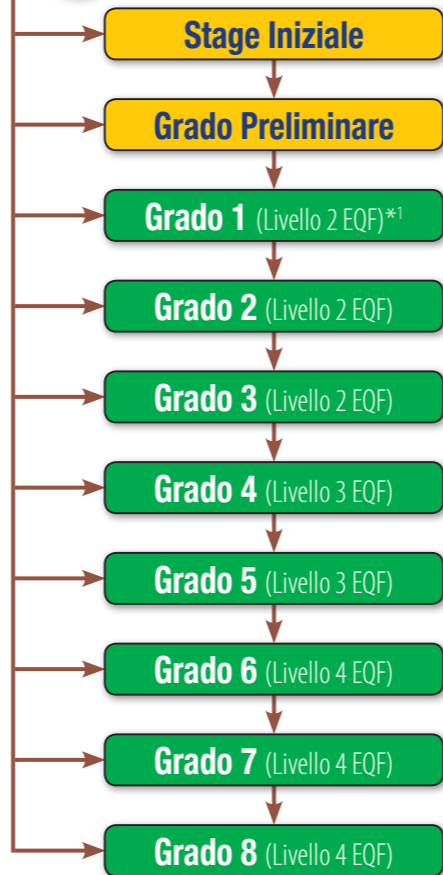 Stage Iniziale
Grado Preliminare
Grado 1 (Livello 2 EQF)*1
Grado 2 (Livello 2 EQF)
Grado 3 (Livello 2 EQF)
Grado 4 (Livello 3 EQF)
Grado 5 (Livello 3 EQF)
Grado 6 (Livello 4 EQF)
Grado 7 (Livello 4 EQF)
Grado 8 (Livello 4 EQF)